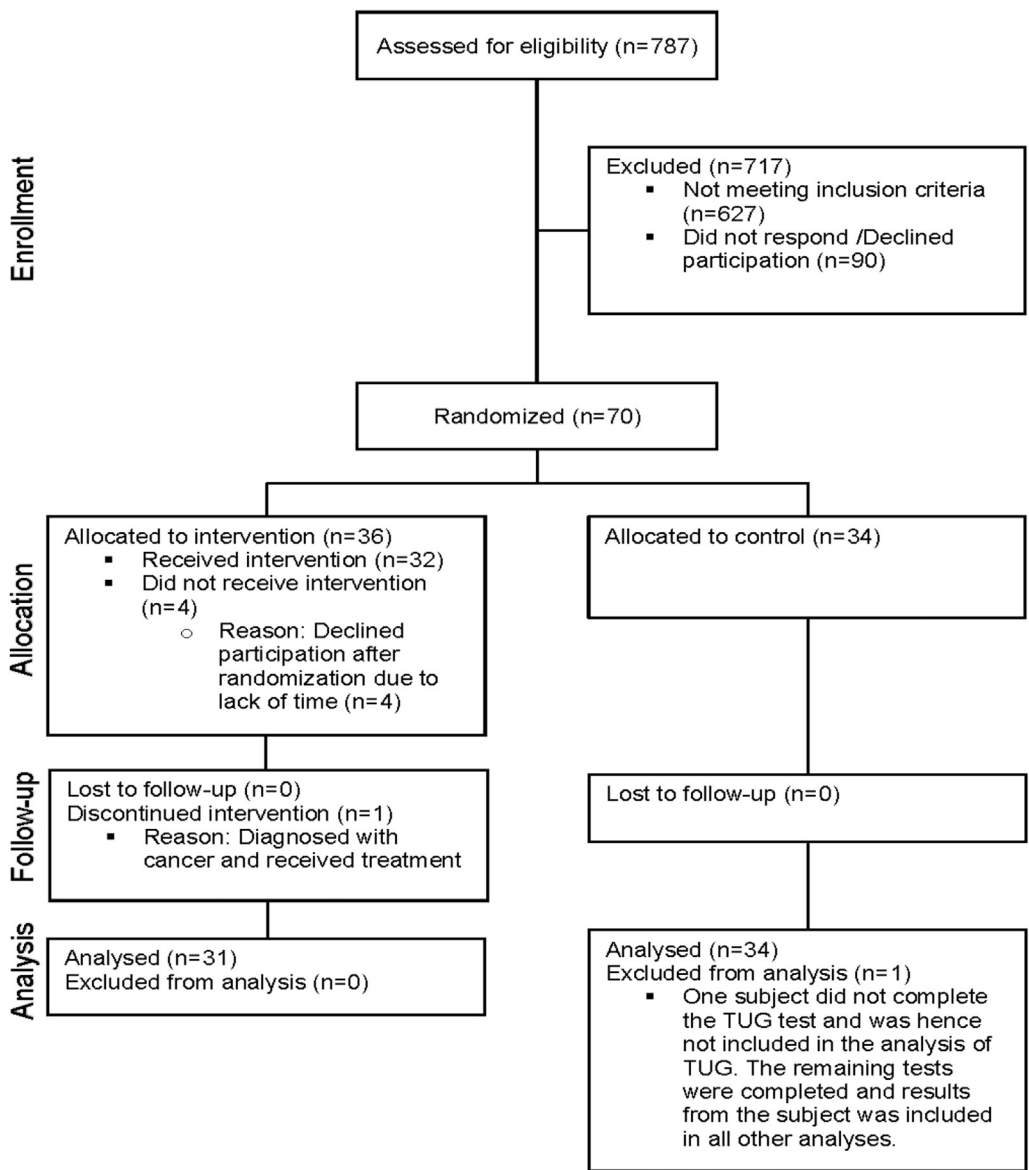 Assessed for eligibility (n=787)
Enrollment
Excluded (n=717)
▪ Not meeting inclusion criteria
(n=627)
▪ Did not respond /Declined
participation (n=90)
Randomized (n=70)
Allocation
Allocated to intervention (n=36)
▪ Received intervention (n=32)
▪ Did not receive intervention
(n=4)
o Reason: Declined
participation after
randomization due to
lack of time (n=4)
Allocated to control (n=34)
Follow-up
Lost to follow-up (n=0)
Discontinued intervention (n=1)
▪ Reason: Diagnosed with
cancer and received treatment
Lost to follow-up (n=0)
Analysis
Analysed (n=31)
Excluded from analysis (n=0)
Analysed (n=34)
Excluded from analysis (n=1)
▪ One subject did not complete
the TUG test and was hence
not included in the analysis of
TUG. The remaining tests
were completed and results
from the subject was included
in all other analyses.